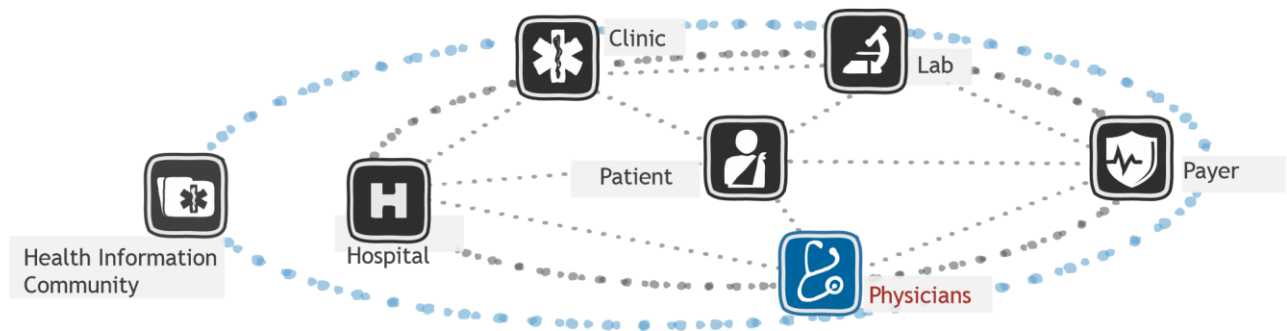 Clinic
Lab
Patient
Payer
H
Hospital
Health Information
Community
Physicians